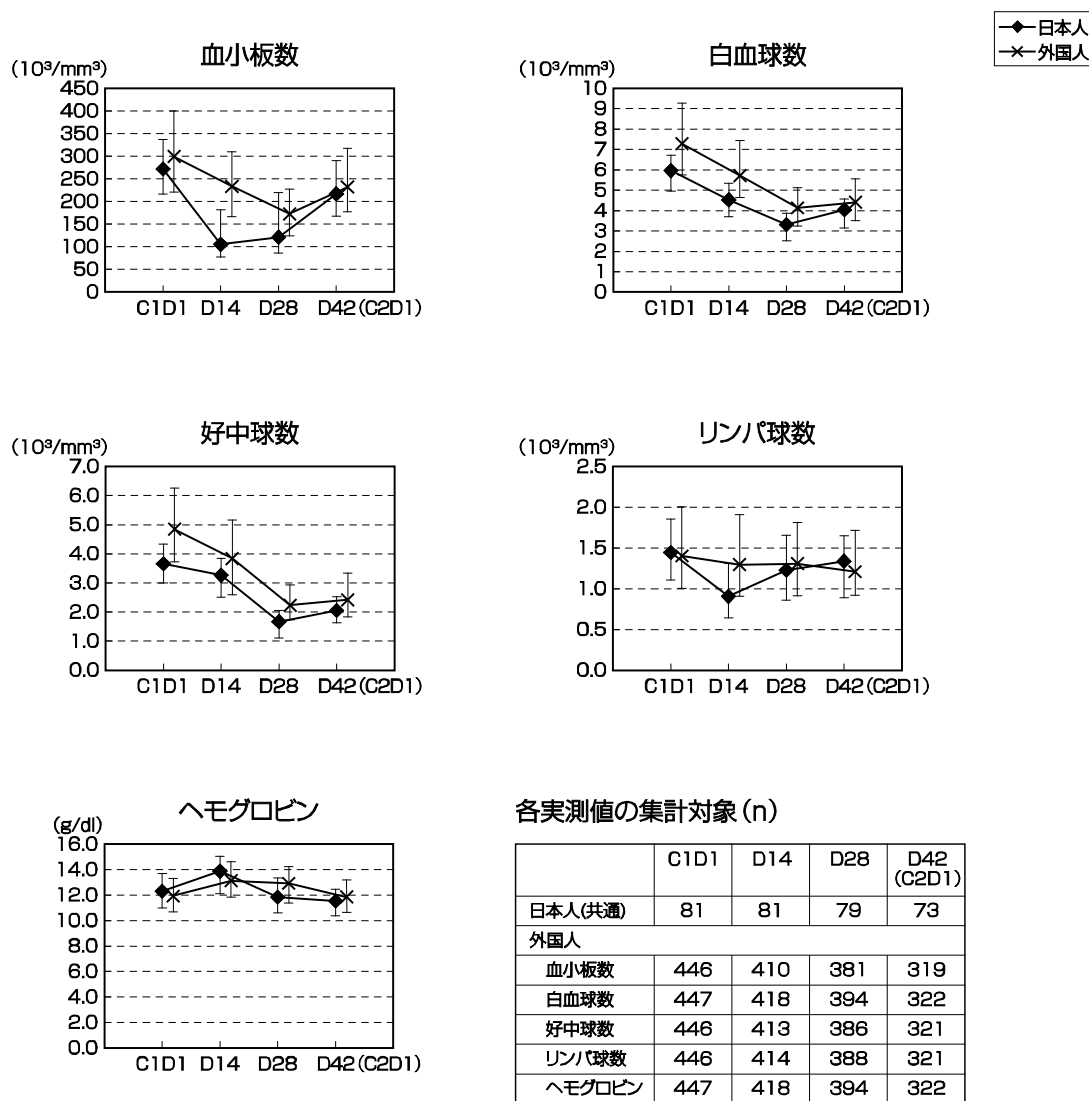 日本人
外国人
血小板数
(10³/mm³)
450
400
350
300
250
200
150
100
50
0
C1D1 D14 D28 D42(C2D1)
白血球数
(10³/mm³)
10
9
8
7
6
5
4
3
2
1
0
C1D1 D14 D28 D42(C2D1)
好中球数
(10³/mm³)
7.0
6.0
5.0
4.0
3.0
2.0
1.0
0.0
C1D1 D14 D28 D42(C2D1)
リンパ球数
(10³/mm³)
2.5
2.0
1.5
1.0
0.5
0.0
C1D1 D14 D28 D42(C2D1)
ヘモグロビン
(g/dl)
16.0
14.0
12.0
10.0
8.0
6.0
4.0
2.0
0.0
C1D1 D14 D28 D42(C2D1)
各実測値の集計対象(n)
C1D1 D14 D28 D42
(C2D1)
日本人(共通) 81 81 79 73
外国人
血小板数 446 410 381 319
白血球数 447 418 394 322
好中球数 446 413 386 321
リンパ球数 446 414 388 321
ヘモグロビン 447 418 394 322